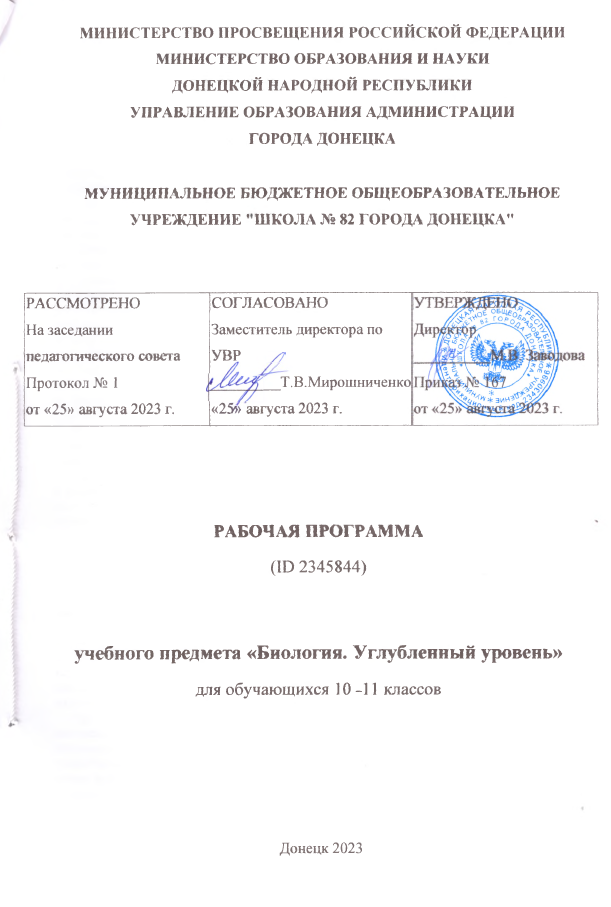 МИНИСТЕРСТВО ПРОСВЕЩЕНИЯ РОССИЙСКОЙ ФЕДЕРАЦИИ
МИНИСТЕРСТВО ОБРАЗОВАНИЯ И НАУКИ
ДОНЕЦКОЙ НАРОДНОЙ РЕСПУБЛИКИ
УПРАВЛЕНИЕ ОБРАЗОВАНИЯ АДМИНИСТРАЦИИ
ГОРОДА ДОНЕЦКА
МУНИЦИПАЛЬНОЕ БЮДЖЕТНОЕ ОБЩЕОБРАЗОВАТЕЛЬНОЕ
УЧРЕЖДЕНИЕ "ШКОЛА № 82 ГОРОДА ДОНЕЦКА"
РАССМОТРЕНО
На заседании
педагогического совета
Протокол № 1
от «25» августа 2023 г.
СОГЛАСОВАНО
Заместитель директора по
УВР
Т.В.Мирошниченко
«25» августа 2023 г.
УТВЕРЖДЕНО
Директор
М.В. Заводова
Приказ № 167
от «25» августа 2023 г.
РАБОЧАЯ ПРОГРАММА
(ID 2345844)
учебного предмета «Биология. Углубленный уровень»
для обучающихся 10 -11 классов
Донецк 2023